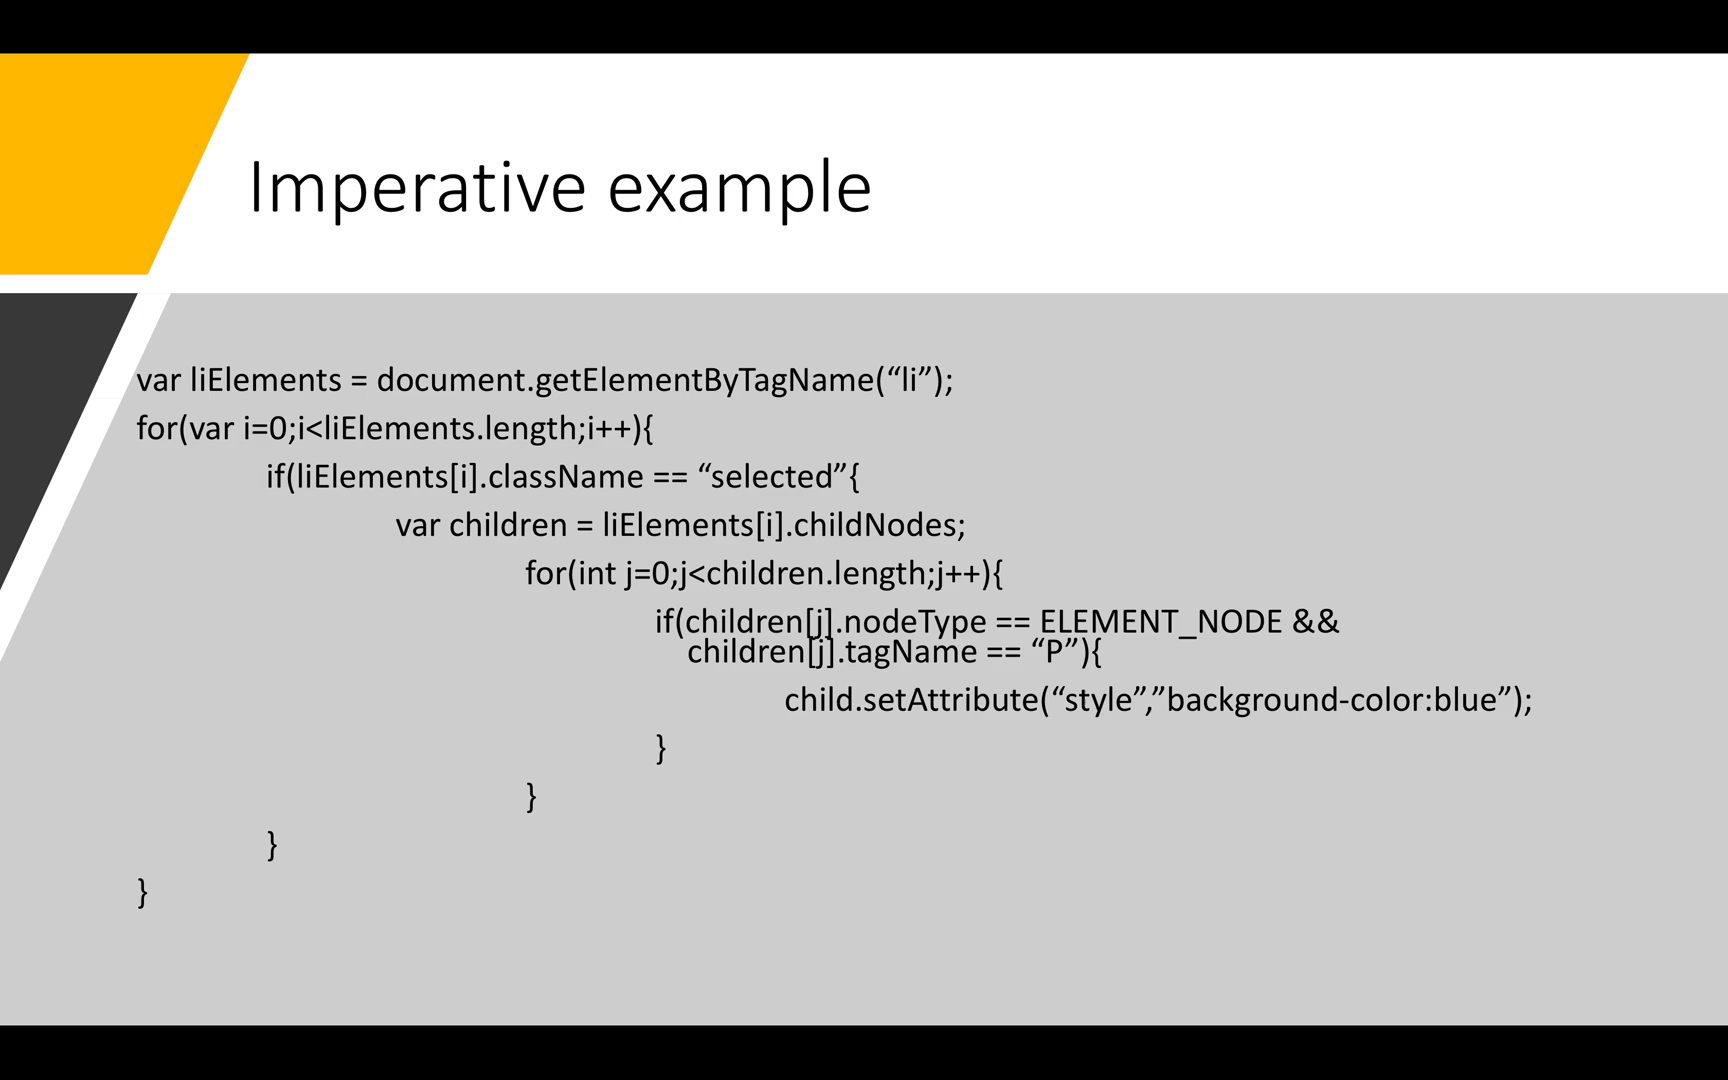 Imperative example
var liElements = document.getElementByTagName(“li”);
for(var i=0;i<liElements.length;i++){
if(liElements[i].className == “selected”{
var children = liElements[i].childNodes;
for(int j=0;j<children.length;j++){
if(children[j].nodeType == ELEMENT_NODE &&
children[j].tagName == “P”){
child.setAttribute(“style”,”background-color:blue”);
}
}
}
}